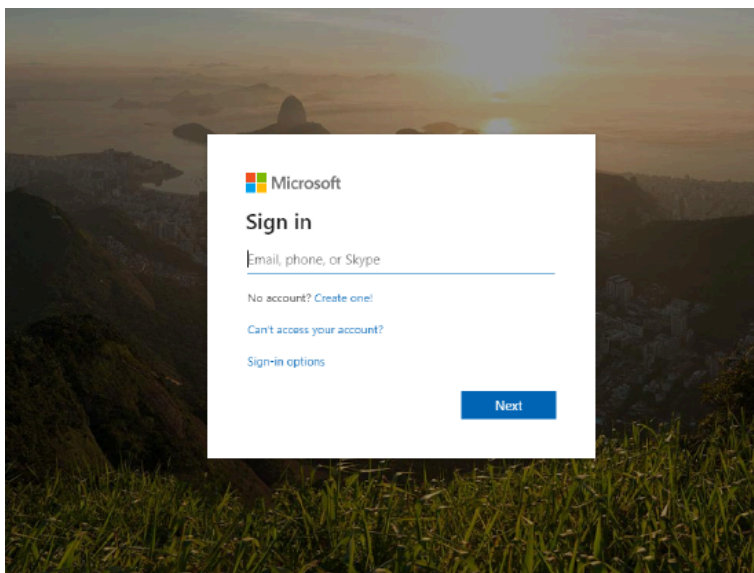 Microsoft
Sign in
Email, phone, or Skype
No account? Create one!
Can't access your account?
Sign-in options
Next